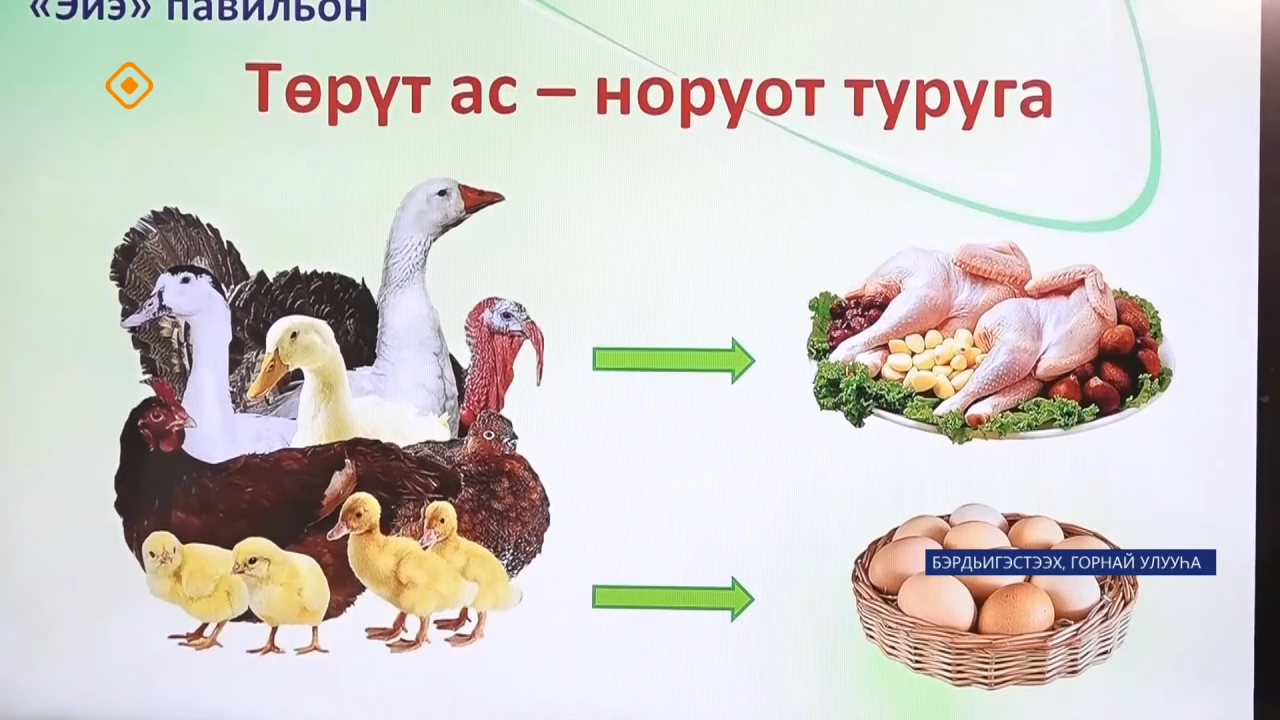 «Эйэ» павильон
Төрүт ас – норуот туруга
БЭРДЬИГЭСТЭЭХ, ГОРНАЙ УЛУУҺА